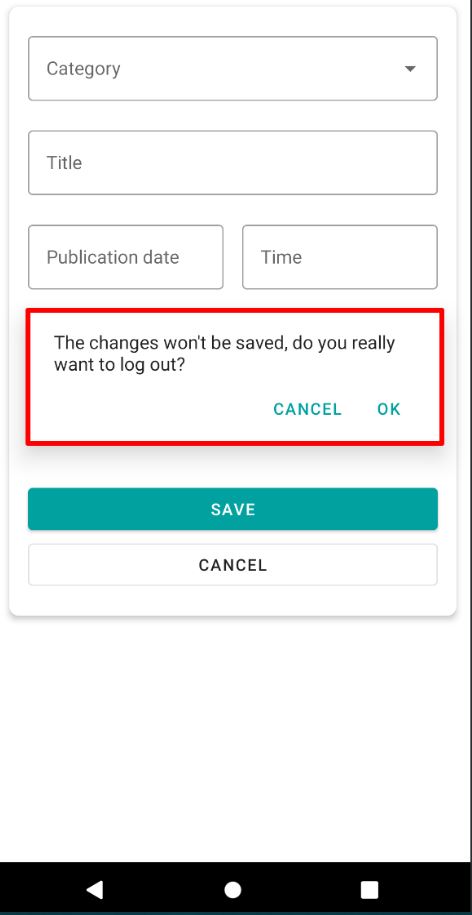 Category
Title
Publication date
Time
The changes won't be saved, do you really
want to log out?
CANCEL
OK
SAVE
CANCEL